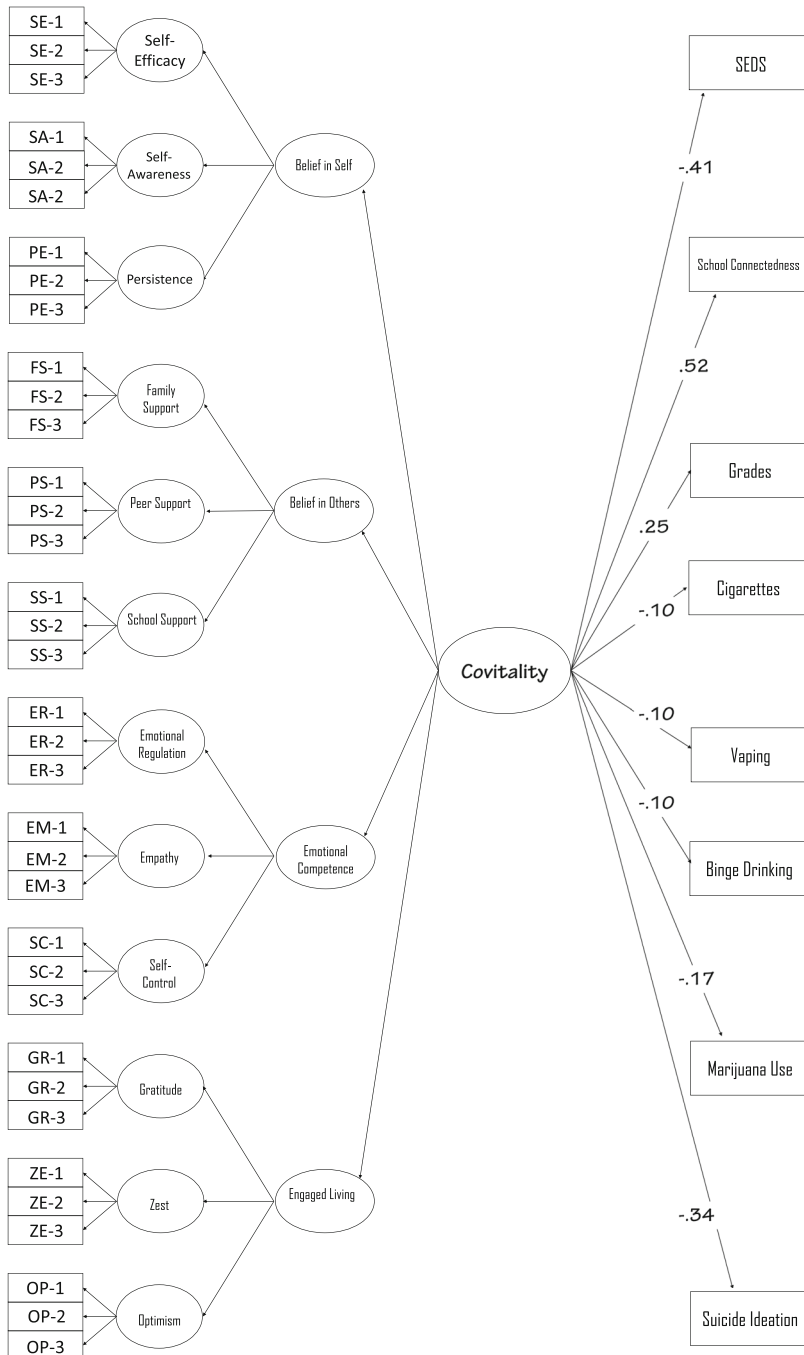 SE-1
SE-2
SE-3
Self-
Efficacy
SA-1
SA-2
SA-2
Self-
Awareness
Belief in Self
PE-1
PE-2
PE-3
Persistence
FS-1
FS-2
FS-3
Family
Support
PS-1
PS-2
PS-3
Peer Support
Belief in Others
SS-1
SS-2
SS-3
School Support
ER-1
ER-2
ER-3
Emotional
Regulation
EM-1
EM-2
EM-3
Empathy
Emotional
Competence
SC-1
SC-2
SC-3
Self-
Control
GR-1
GR-2
GR-3
Gratitude
ZE-1
ZE-2
ZE-3
Zest
Engaged Living
OP-1
OP-2
OP-3
Optimism
Covitality
-.41
SEDS
.52
School Connectedness
.25
Grades
-.10
Cigarettes
-.10
Vaping
-.10
Binge Drinking
-.17
Marijuana Use
-.34
Suicide Ideation